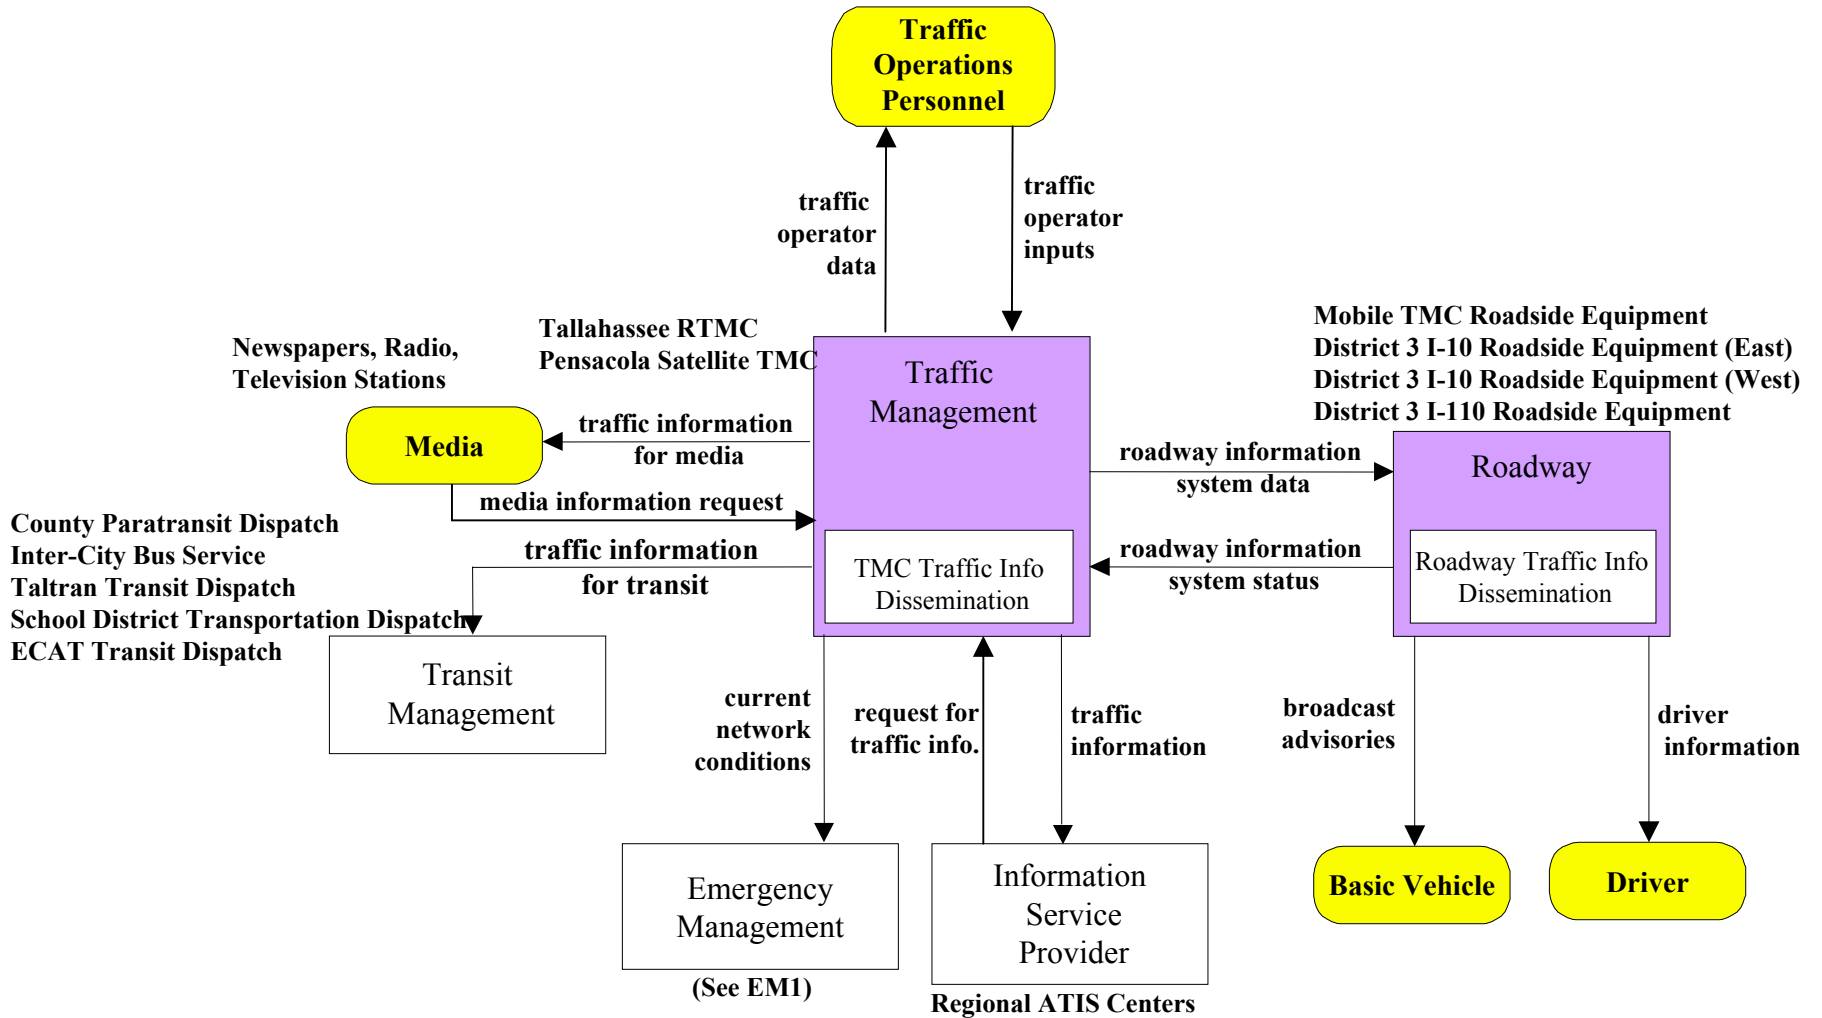 Traffic
Operations
Personnel
traffic
operator
data
traffic
operator
inputs
Tallahassee RTMC
Pensacola Satellite TMC
Newspapers, Radio,
Television Stations
Mobile TMC Roadside Equipment
District 3 I-10 Roadside Equipment (East)
District 3 I-10 Roadside Equipment (West)
District 3 I-110 Roadside Equipment
Traffic
Management
Media
traffic information
for media
media information request
roadway information
system data
Roadway
County Paratransit Dispatch
Inter-City Bus Service
Taltran Transit Dispatch
School District Transportation Dispatch
ECAT Transit Dispatch
traffic information
for transit
TMC Traffic Info
Dissemination
roadway information
system status
Roadway Traffic Info
Dissemination
Transit
Management
current
network
conditions
request for
traffic info.
traffic
information
broadcast
advisories
driver
information
Emergency
Management
(See EM1)
Information
Service
Provider
Regional ATIS Centers
Basic Vehicle
Driver